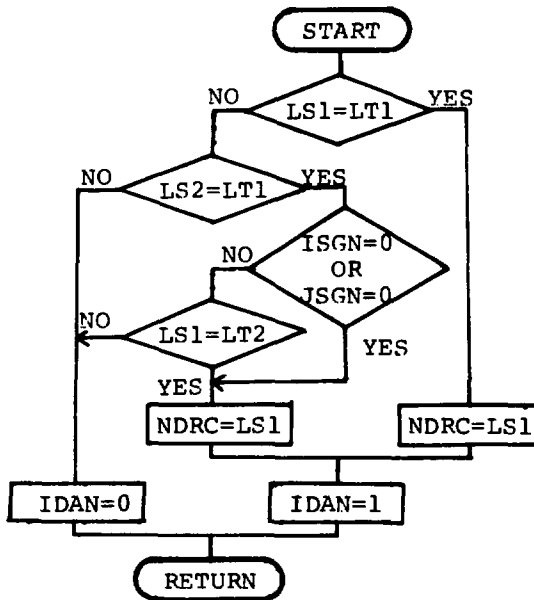 START
NO
YES
LS1=LT1
NO
YES
LS2=LT1
ISGN=0
NO
OR
JSGN=0
NO
LS1=LT2
YES
YES
NDRC=LS1
NDRC=LS1
IDAN=0
IDAN=1
RETURN